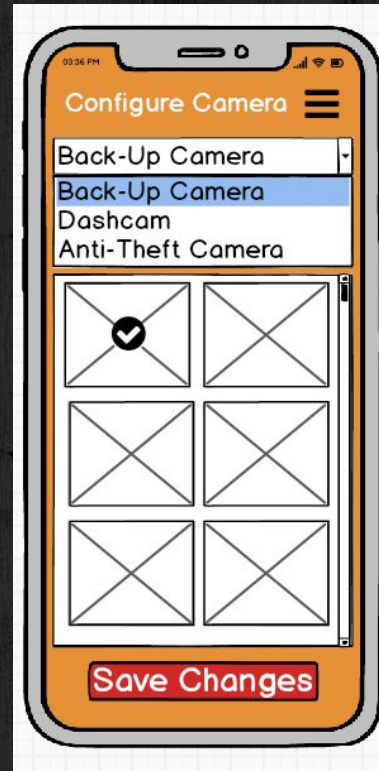 03:36 PM
Configure Camera
Back-Up Camera
Back-Up Camera
Dashcam
Anti-Theft Camera
Save Changes